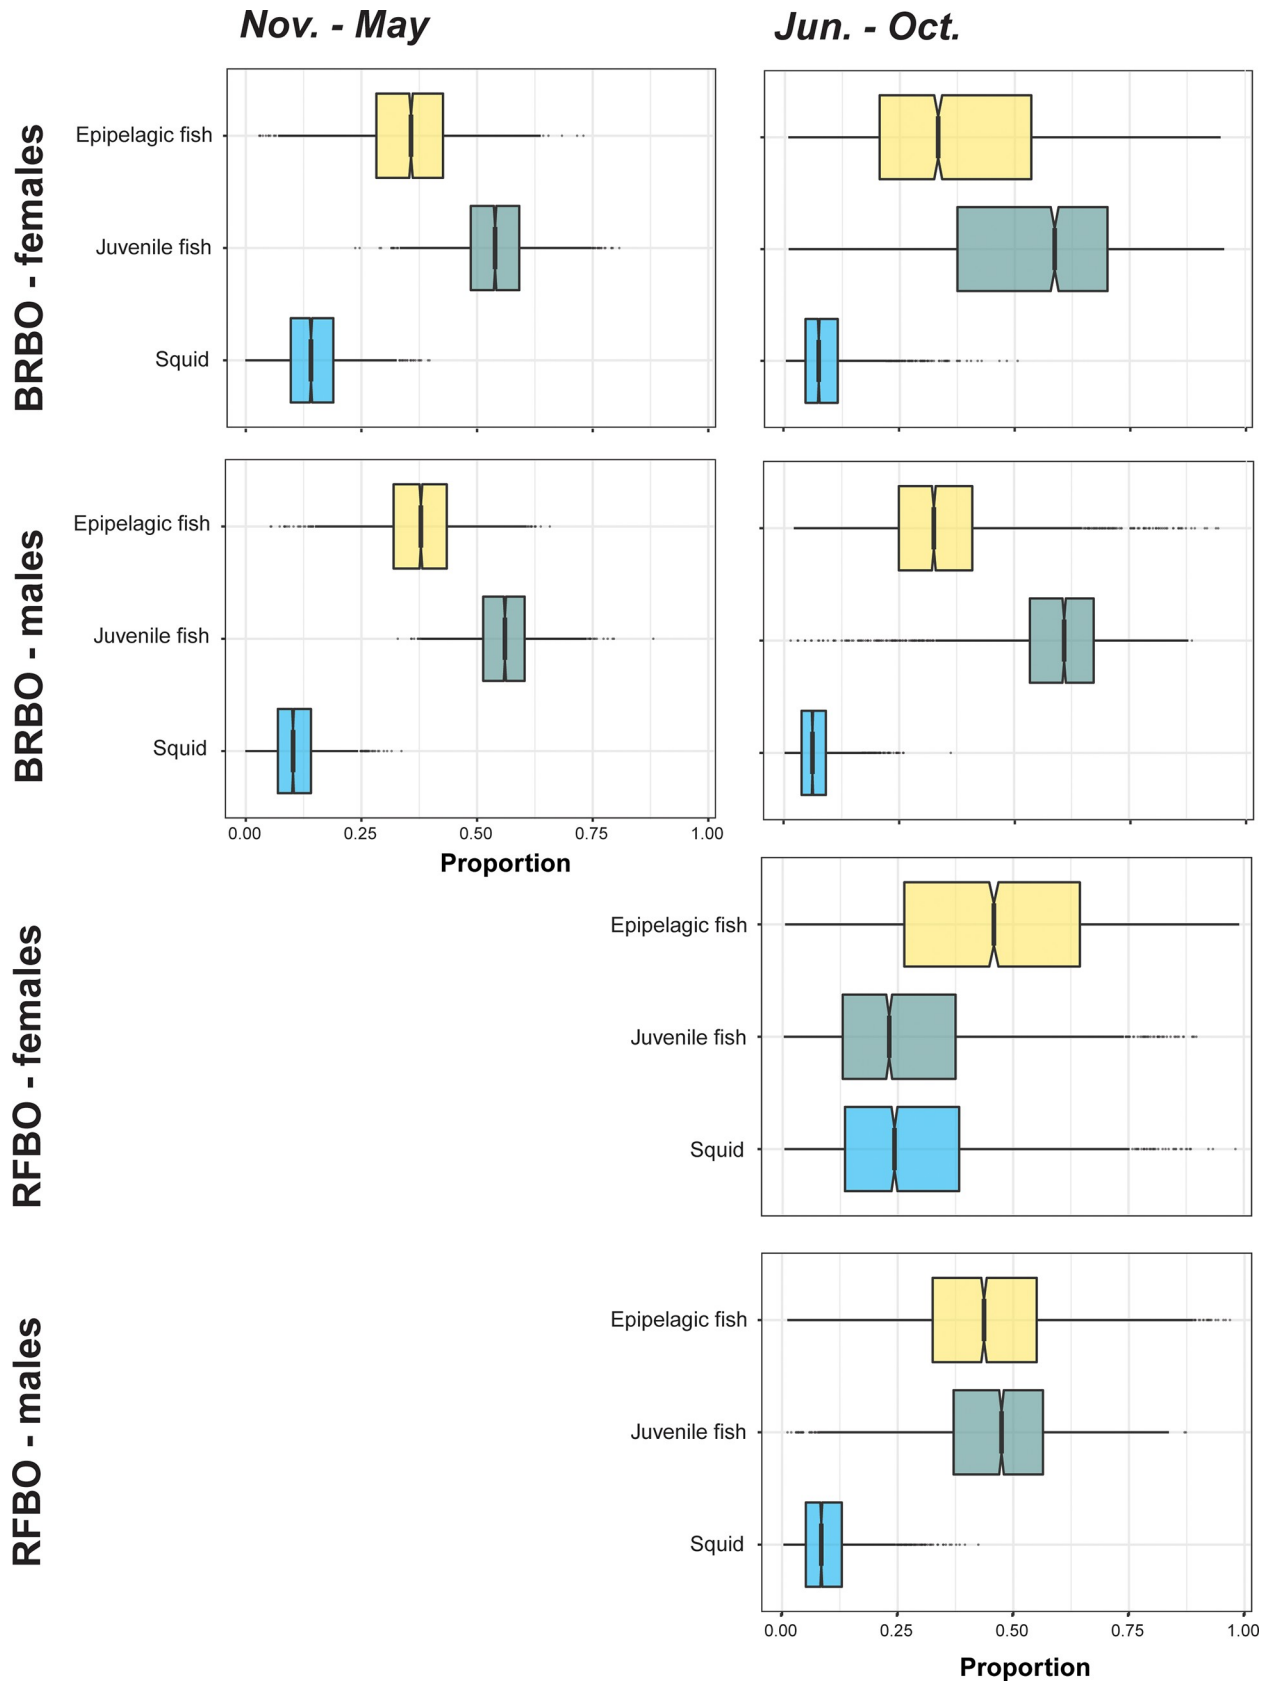 Nov. - May
Jun. - Oct.
BRBO - females
Epipelagic fish
Juvenile fish
Squid
BRBO - males
Epipelagic fish
Juvenile fish
Squid
0.00 0.25 0.50 0.75 1.00
Proportion
RFBO - females
Epipelagic fish
Juvenile fish
Squid
RFBO - males
Epipelagic fish
Juvenile fish
Squid
0.00 0.25 0.50 0.75 1.00
Proportion